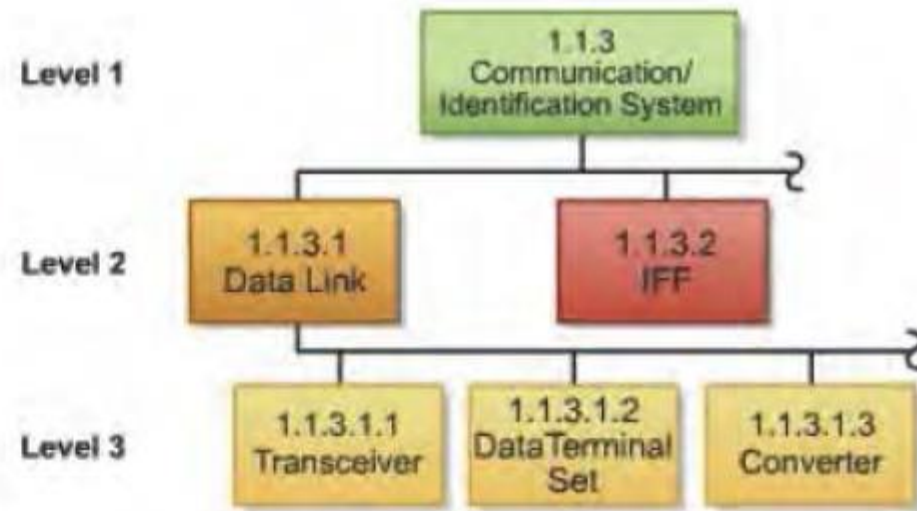 Level 1
1.1.3
Communication/
Identification System
Level 2
1.1.3.1
Data Link
1.1.3.2
IFF
Level 3
1.1.3.1.1
Transceiver
1.1.3.1.2
Data Terminal
Set
1.1.3.1.3
Converter